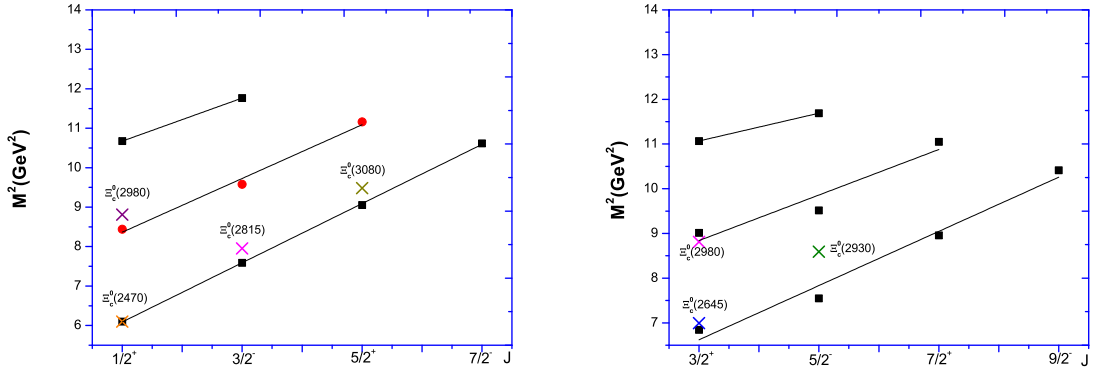 14
13
12
11
10
9
8
7
6
M²(GeV²)
Ξc⁰(2980)
Ξc⁰(3080)
Ξc⁰(2815)
Ξc⁰(2470)
1/2⁺ 3/2⁻ 5/2⁺ 7/2⁻ J
14
13
12
11
10
9
8
7
M²(GeV²)
Ξc⁰(2930)
Ξc⁰(2980)
Ξc⁰(2645)
3/2⁺ 5/2⁻ 7/2⁺ 9/2⁻ J